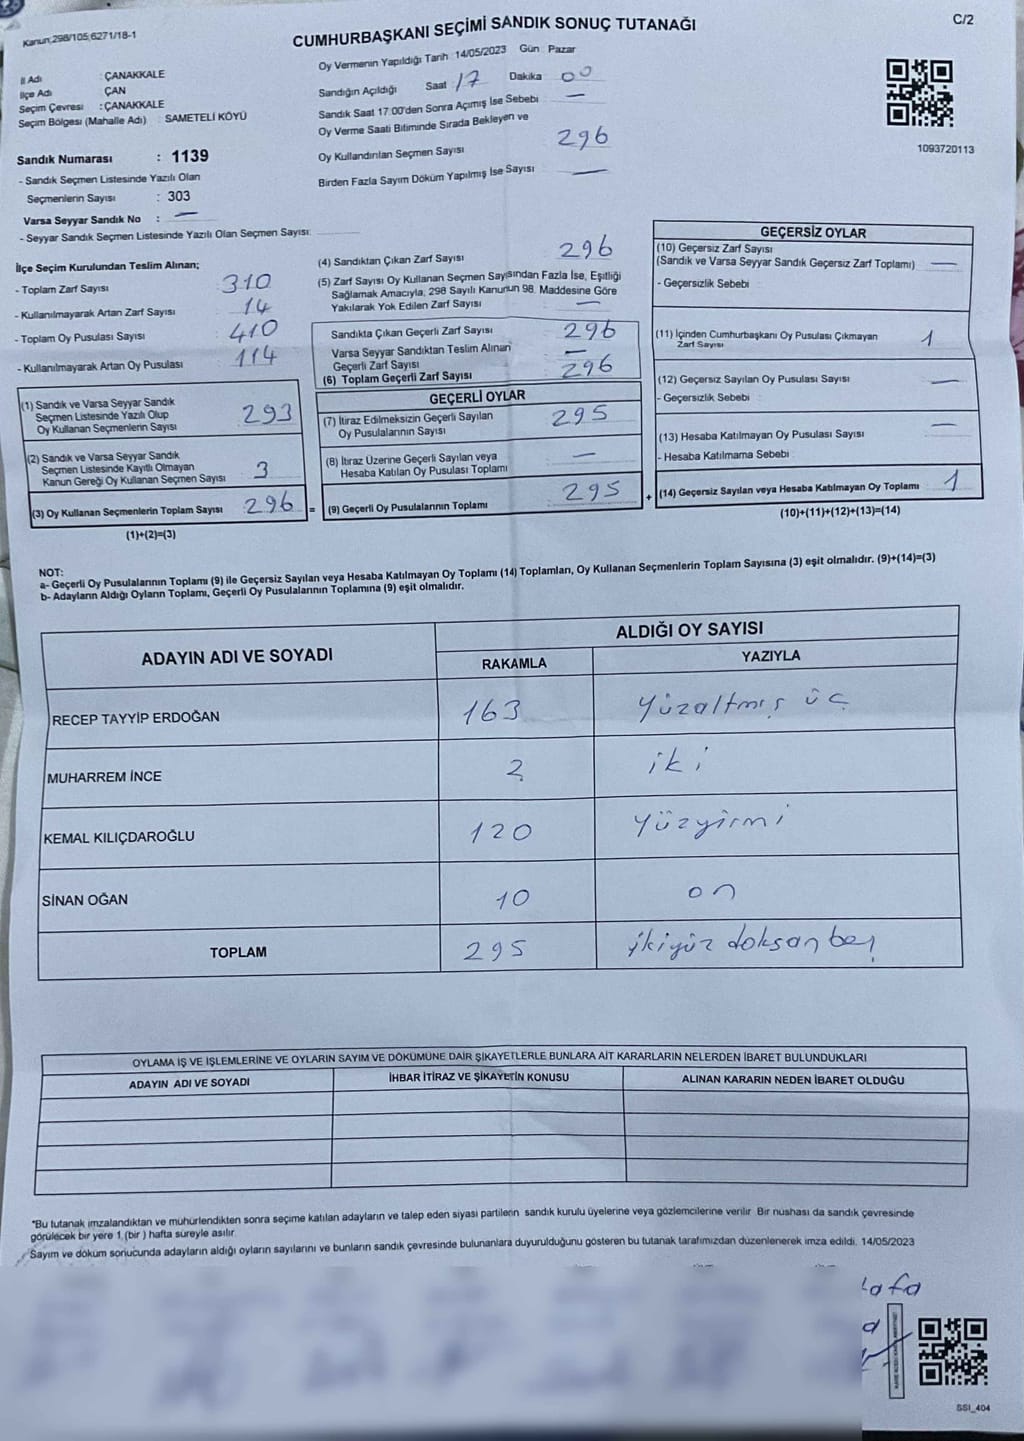 Kanun:298/105;6271/18-1
CUMHURBAŞKANI SEÇİMİ SANDIK SONUÇ TUTANAĞI
C/2
İl Adı : ÇANAKKALE
İlçe Adı : ÇAN
Seçim Çevresi : ÇANAKKALE
Seçim Bölgesi (Mahalle Adı) : SAMETELİ KÖYÜ
Sandık Numarası : 1139
- Sandık Seçmen Listesinde Yazılı Olan
Seçmenlerin Sayısı : 303
Varsa Seyyar Sandık No : —
- Seyyar Sandık Seçmen Listesinde Yazılı Olan Seçmen Sayısı:
Oy Vermenin Yapıldığı Tarih : 14/05/2023 Gün : Pazar
Sandığın Açıldığı Saat : 17 Dakika : 00
Sandık Saat 17:00'den Sonra Açımış İse Sebebi : —
Oy Verme Saati Bitiminde Sırada Bekleyen ve
Oy Kullandırılan Seçmen Sayısı 296
Birden Fazla Sayım Döküm Yapılmış İse Sayısı —
1093720113
İlçe Seçim Kurulundan Teslim Alınan;
- Toplam Zarf Sayısı 310
- Kullanılmayarak Artan Zarf Sayısı 14
- Toplam Oy Pusulası Sayısı 410
- Kullanılmayarak Artan Oy Pusulası 114
(4) Sandıktan Çıkan Zarf Sayısı 296
(5) Zarf Sayısı Oy Kullanan Seçmen Sayısından Fazla İse, Eşitliği
Sağlamak Amacıyla; 298 Sayılı Kanunun 98. Maddesine Göre
Yakılarak Yok Edilen Zarf Sayısı —
Sandıkta Çıkan Geçerli Zarf Sayısı 296
Varsa Seyyar Sandıktan Teslim Alınan
Geçerli Zarf Sayısı —
(6) Toplam Geçerli Zarf Sayısı 296
(1) Sandık ve Varsa Seyyar Sandık
Seçmen Listesinde Yazılı Olup
Oy Kullanan Seçmenlerin Sayısı 293
(2) Sandık ve Varsa Seyyar Sandık
Seçmen Listesinde Kayıtlı Olmayan
Kanun Gereği Oy Kullanan Seçmen Sayısı 3
(3) Oy Kullanan Seçmenlerin Toplam Sayısı 296 =
(1)+(2)=(3)
GEÇERLİ OYLAR
(7) İtiraz Edilmeksizin Geçerli Sayılan
Oy Pusulalarının Sayısı 295
(8) İtiraz Üzerine Geçerli Sayılan veya
Hesaba Katılan Oy Pusulası Toplamı —
(9) Geçerli Oy Pusulalarının Toplamı 295 +
GEÇERSİZ OYLAR
(10) Geçersiz Zarf Sayısı
(Sandık ve Varsa Seyyar Sandık Geçersiz Zarf Toplamı) —
- Geçersizlik Sebebi :
(11) İçinden Cumhurbaşkanı Oy Pusulası Çıkmayan
Zarf Sayısı 1
(12) Geçersiz Sayılan Oy Pusulası Sayısı —
- Geçersizlik Sebebi :
(13) Hesaba Katılmayan Oy Pusulası Sayısı —
- Hesaba Katılmama Sebebi :
(14) Geçersiz Sayılan veya Hesaba Katılmayan Oy Toplamı 1
(10)+(11)+(12)+(13)=(14)
NOT:
a- Geçerli Oy Pusulalarının Toplamı (9) ile Geçersiz Sayılan veya Hesaba Katılmayan Oy Toplamı (14) Toplamları, Oy Kullanan Seçmenlerin Toplam Sayısına (3) eşit olmalıdır. (9)+(14)=(3)
b- Adayların Aldığı Oyların Toplamı, Geçerli Oy Pusulalarının Toplamına (9) eşit olmalıdır.
ADAYIN ADI VE SOYADI
ALDIĞI OY SAYISI
RAKAMLA YAZIYLA
RECEP TAYYİP ERDOĞAN 163 Yüzaltmış üç
MUHARREM İNCE 2 iki
KEMAL KILIÇDAROĞLU 120 Yüzyirmi
SİNAN OĞAN 10 on
TOPLAM 295 ikiyüz doksan beş
OYLAMA İŞ VE İŞLEMLERİNE VE OYLARIN SAYIM VE DÖKÜMÜNE DAİR ŞİKAYETLERLE BUNLARA AİT KARARLARIN NELERDEN İBARET BULUNDUKLARI
ADAYIN ADI VE SOYADI İHBAR İTİRAZ VE ŞİKAYETİN KONUSU ALINAN KARARIN NEDEN İBARET OLDUĞU
*Bu tutanak imzalandıktan ve mühürlendikten sonra seçime katılan adayların ve talep eden siyasi partilerin sandık kurulu üyelerine veya gözlemcilerine verilir. Bir nüshası da sandık çevresinde
görülecek bir yere 1 (bir ) hafta süreyle asılır.
Sayım ve döküm sonucunda adayların aldığı oyların sayılarını ve bunların sandık çevresinde bulunanlara duyurulduğunu gösteren bu tutanak tarafımızdan düzenlenerek imza edildi. 14/05/2023
SSI_404